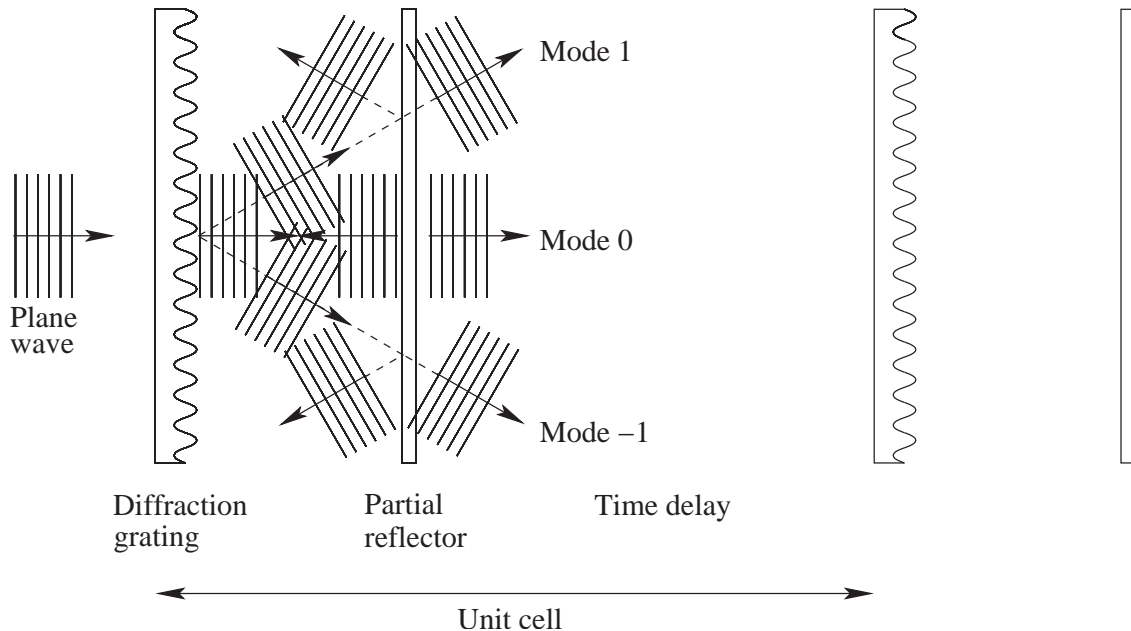 Mode 1
Mode 0
Plane
wave
Mode −1
Diffraction
grating
Partial
reflector
Time delay
Unit cell